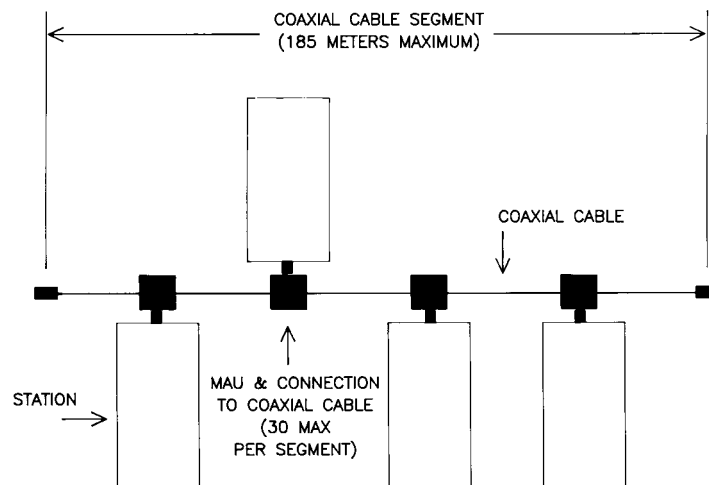 COAXIAL CABLE SEGMENT
(185 METERS MAXIMUM)
COAXIAL CABLE
STATION
MAU & CONNECTION
TO COAXIAL CABLE
(30 MAX
PER SEGMENT)